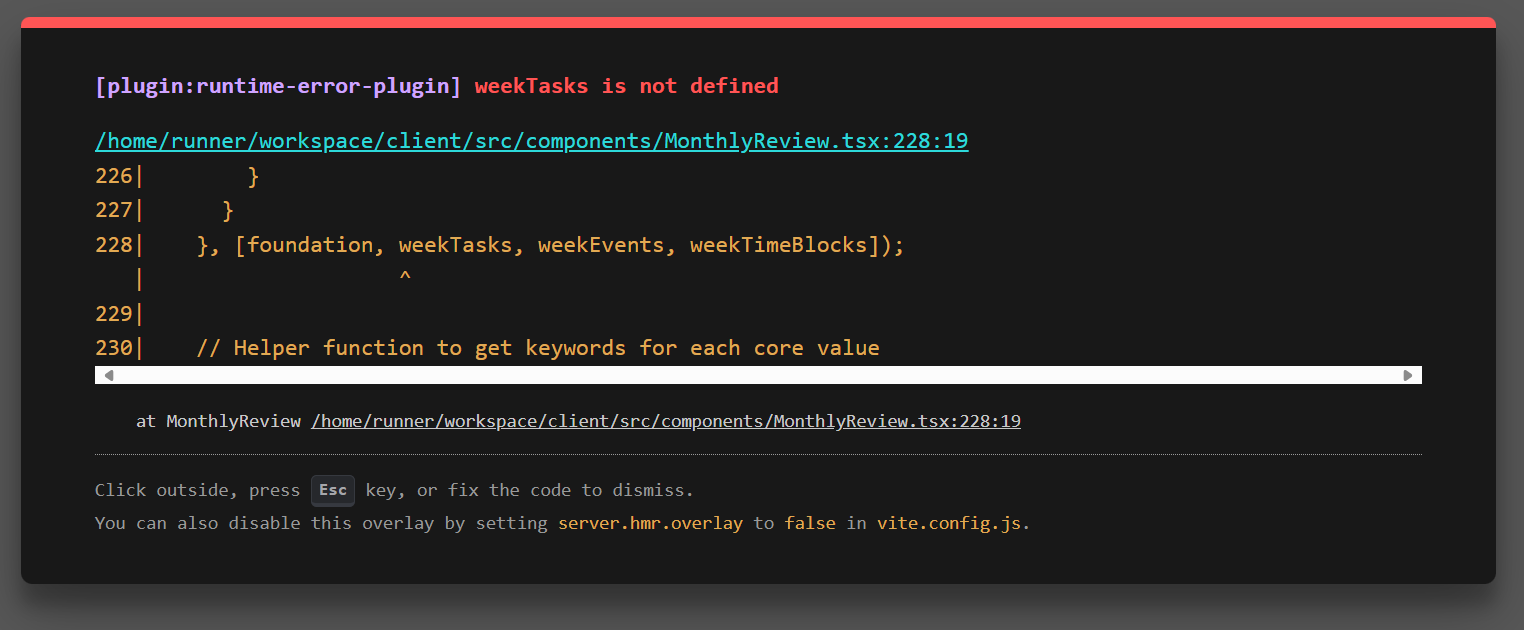 [plugin:runtime-error-plugin] weekTasks is not defined
/home/runner/workspace/client/src/components/MonthlyReview.tsx:228:19
226|        }
227|      }
228|    }, [foundation, weekTasks, weekEvents, weekTimeBlocks]);
   |                    ^
229|
230|    // Helper function to get keywords for each core value
at MonthlyReview /home/runner/workspace/client/src/components/MonthlyReview.tsx:228:19
Click outside, press Esc key, or fix the code to dismiss.
You can also disable this overlay by setting server.hmr.overlay to false in vite.config.js.